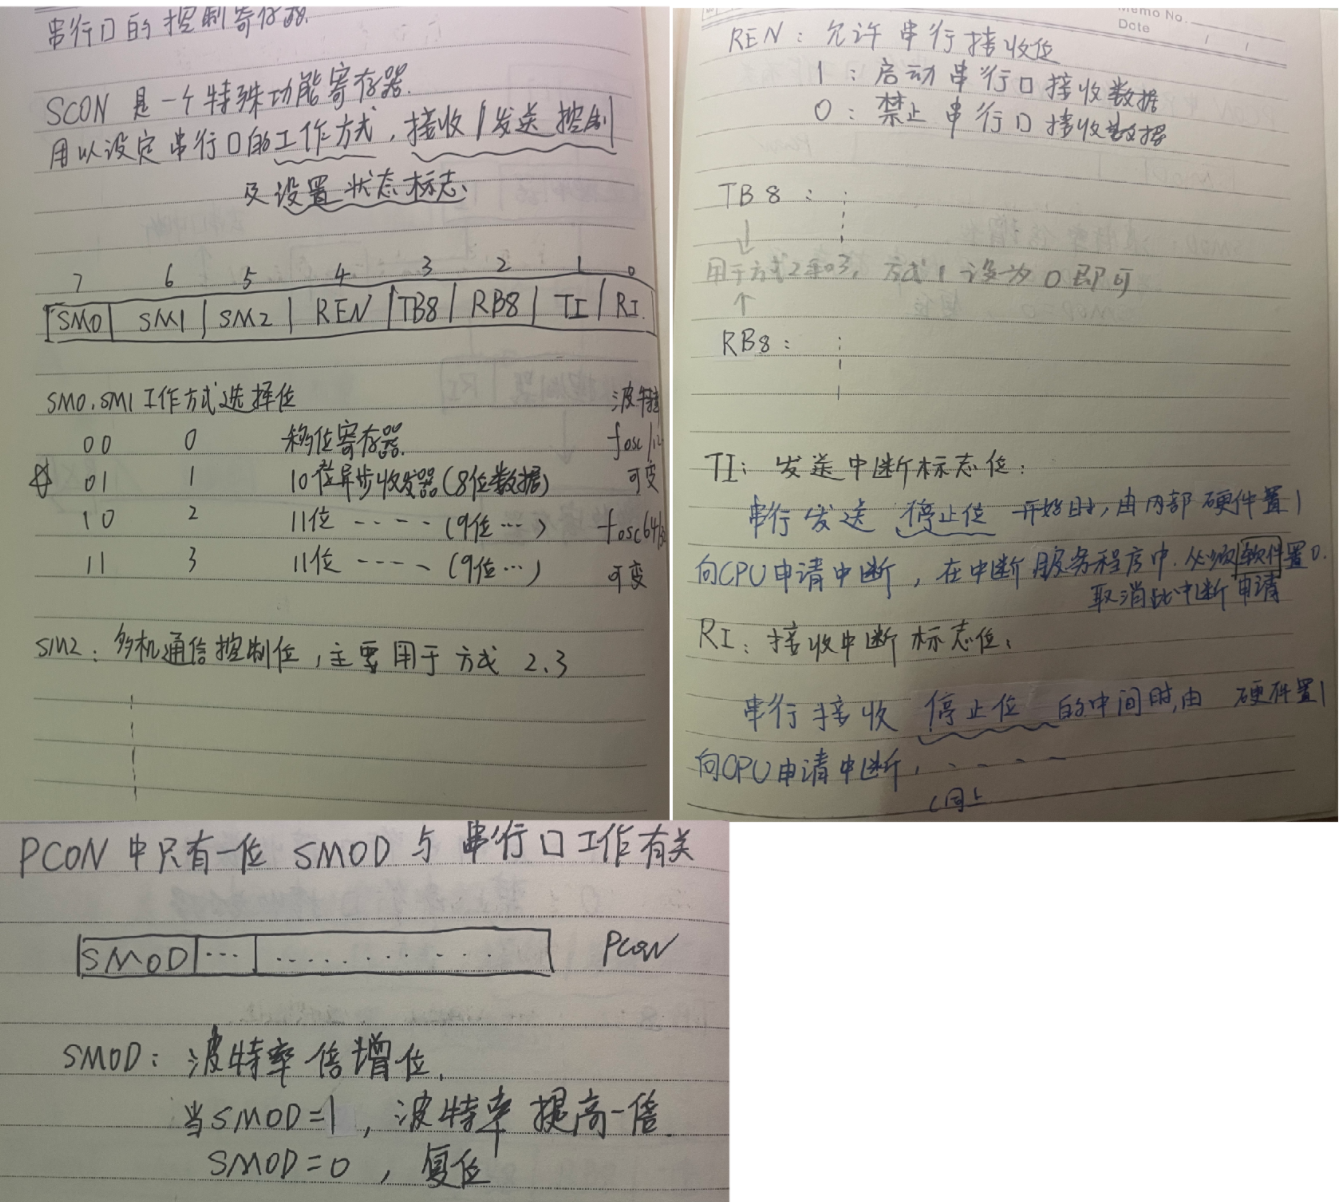 串行口的控制寄存器.
SCON 是一个特殊功能寄存器.
用以设定串行口的工作方式, 接收/发送 控制
及设置状态标志.
7 6 5 4 3 2 1 0
SM0 SM1 SM2 REN TB8 RB8 TI RI
SM0.SM1 工作方式选择位 波特率
00 0 移位寄存器. fosc/12
☆ 01 1 10位异步收发器(8位数据) 可变
10 2 11位 ---- (9位…) fosc64/
11 3 11位 ---- (9位…) 可变
SM2: 多机通信控制位, 主要用于方式 2.3
Memo No.
Date / /
REN: 允许串行接收位
1: 启动串行口接收数据
0: 禁止串行口接收数据
TB8:
↓
用于方式2和3, 方式1设为0即可
↑
RB8:
TI: 发送中断标志位:
串行发送 停止位 开始时, 由内部硬件置1
向CPU申请中断, 在中断服务程序中.必须软件置0.
取消此中断申请
RI: 接收中断标志位:
串行接收 停止位 的中间时,由 硬件置1
向CPU申请中断, - - - -
(同上
PCON 中只有一位 SMOD 与 串行口工作有关
SMOD … ………… PCON
SMOD: 波特率倍增位.
当SMOD=1, 波特率提高一倍.
SMOD=0, 复位